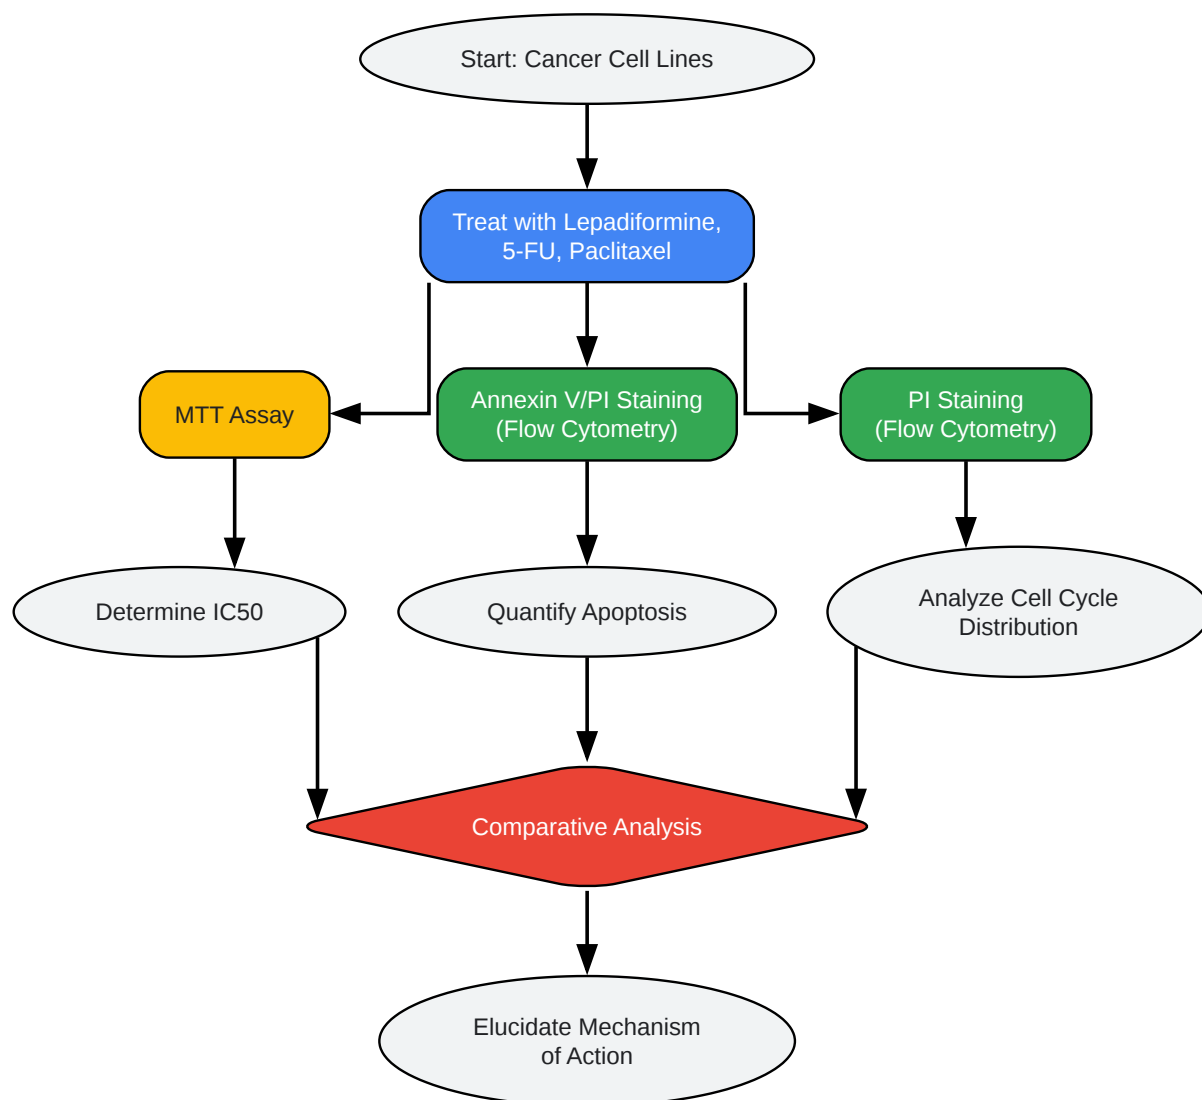 Start: Cancer Cell Lines
Treat with Lepadiformine,
5-FU, Paclitaxel
MTT Assay
Annexin V/PI Staining
(Flow Cytometry)
PI Staining
(Flow Cytometry)
Determine IC50
Quantify Apoptosis
Analyze Cell Cycle
Distribution
Comparative Analysis
Elucidate Mechanism
of Action